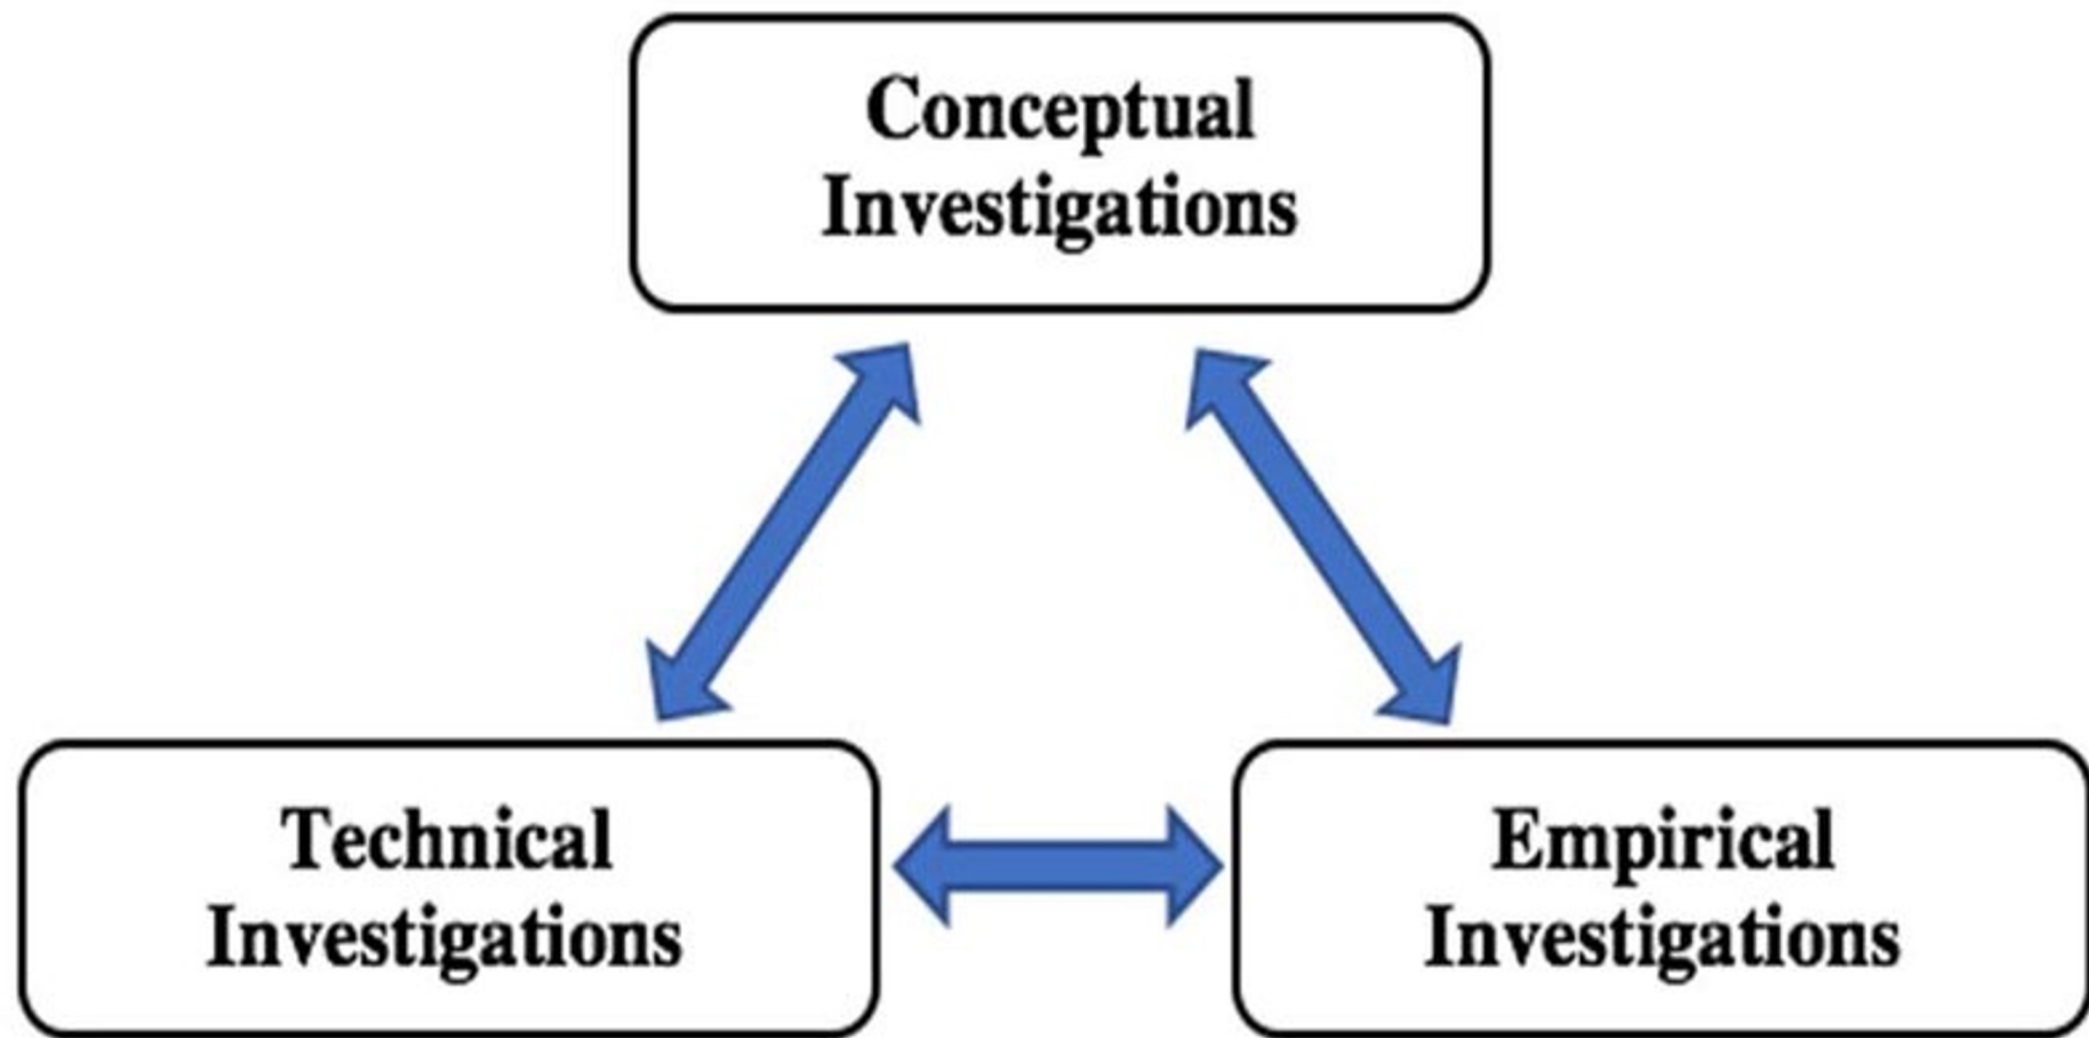 Conceptual
Investigations
Technical
Investigations
Empirical
Investigations